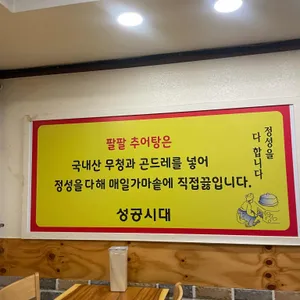 팔팔 추어탕은
국내산 무청과 곤드레를 넣어
정성을 다해 매일가마솥에 직접끓입니다.
성공시대
정성을
다 합니다